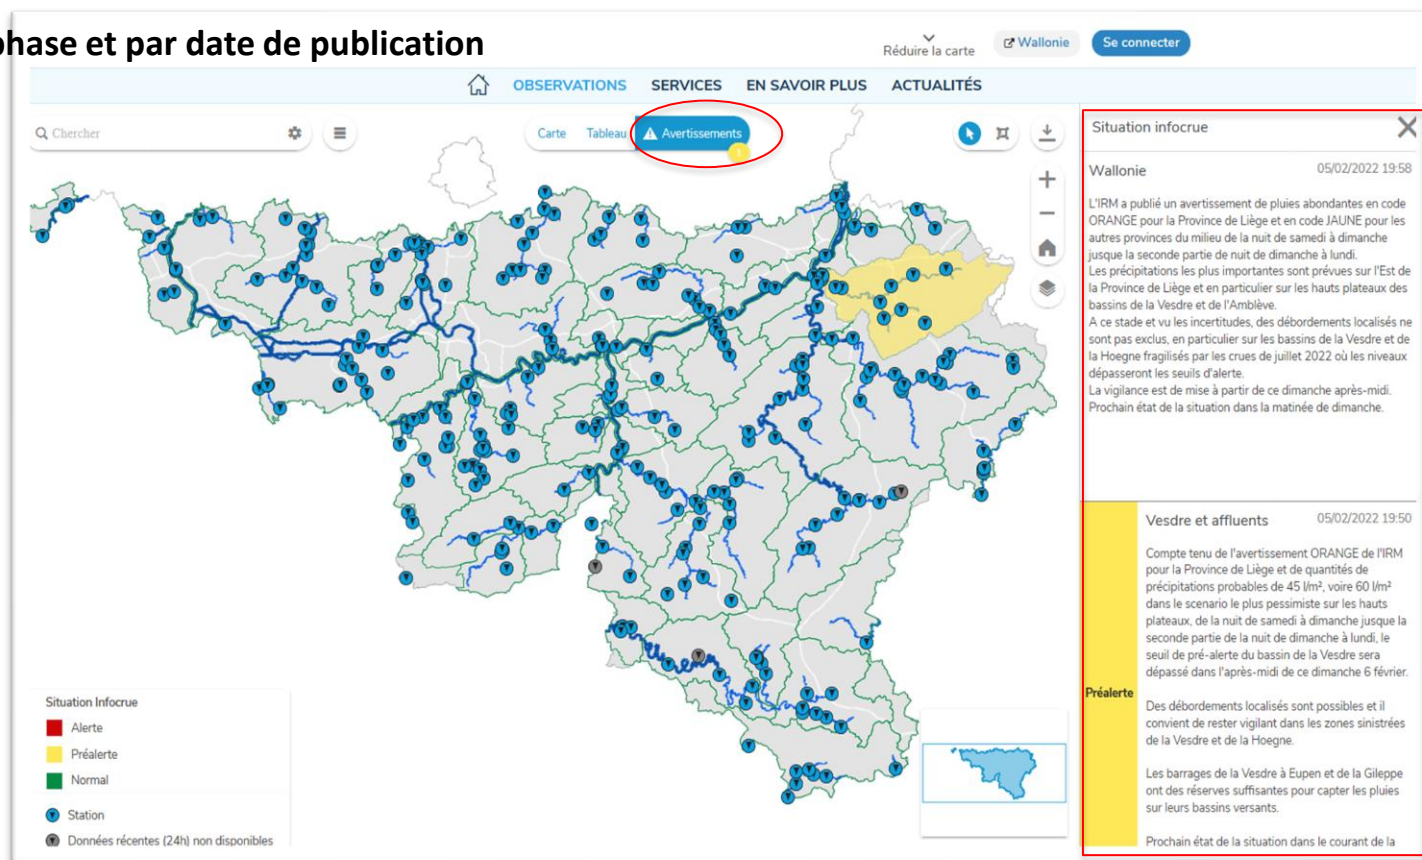 phase et par date de publication
Réduire la carte
Wallonie
Se connecter
OBSERVATIONS SERVICES EN SAVOIR PLUS ACTUALITÉS
Chercher
Carte Tableau Avertissements
1
Situation infocrue
Wallonie 05/02/2022 19:58
L'IRM a publié un avertissement de pluies abondantes en code
ORANGE pour la Province de Liège et en code JAUNE pour les
autres provinces du milieu de la nuit de samedi à dimanche
jusque la seconde partie de nuit de dimanche à lundi.
Les précipitations les plus importantes sont prévues sur l'Est de
la Province de Liège et en particulier sur les hauts plateaux des
bassins de la Vesdre et de l'Amblève.
A ce stade et vu les incertitudes, des débordements localisés ne
sont pas exclus, en particulier sur les bassins de la Vesdre et de
la Hoegne fragilisés par les crues de juillet 2022 où les niveaux
dépasseront les seuils d'alerte.
La vigilance est de mise à partir de ce dimanche après-midi.
Prochain état de la situation dans la matinée de dimanche.
Préalerte
Vesdre et affluents 05/02/2022 19:50
Compte tenu de l'avertissement ORANGE de l'IRM
pour la Province de Liège et de quantités de
précipitations probables de 45 l/m², voire 60 l/m²
dans le scenario le plus pessimiste sur les hauts
plateaux, de la nuit de samedi à dimanche jusque la
seconde partie de la nuit de dimanche à lundi, le
seuil de pré-alerte du bassin de la Vesdre sera
dépassé dans l'après-midi de ce dimanche 6 février.
Des débordements localisés sont possibles et il
convient de rester vigilant dans les zones sinistrées
de la Vesdre et de la Hoegne.
Les barrages de la Vesdre à Eupen et de la Gileppe
ont des réserves suffisantes pour capter les pluies
sur leurs bassins versants.
Prochain état de la situation dans le courant de la
Situation Infocrue
Alerte
Préalerte
Normal
Station
Données récentes (24h) non disponibles